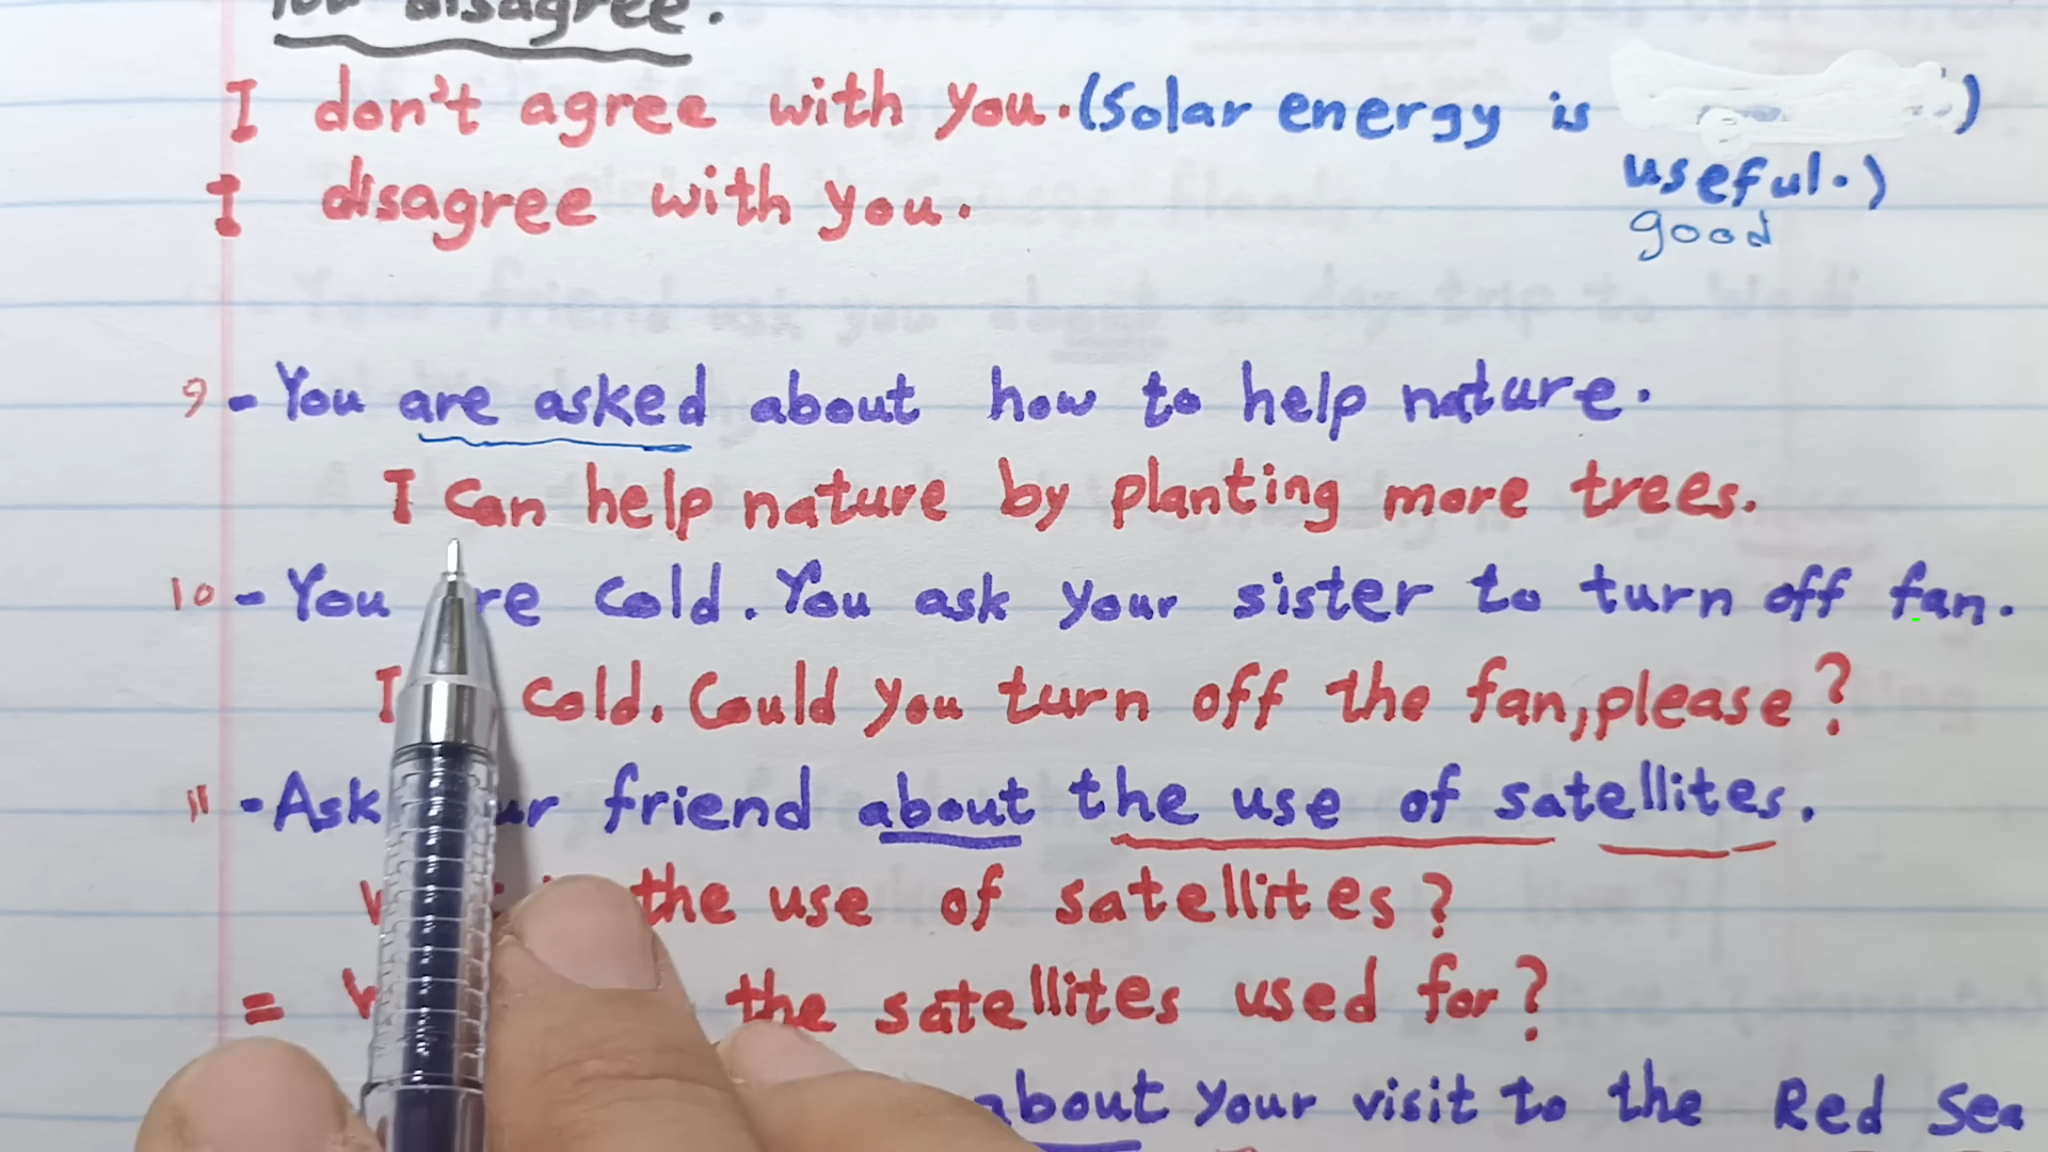 You disagree.
I don't agree with you. (Solar energy is )
useful.)
I disagree with you.
good
9 - You are asked about how to help nature.
I can help nature by planting more trees.
10 - You are cold. You ask your sister to turn off fan.
I cold. Could you turn off the fan, please?
11 - Ask ur friend about the use of satellites.
the use of satellites?
= the satellites used for?
about your visit to the Red Sea